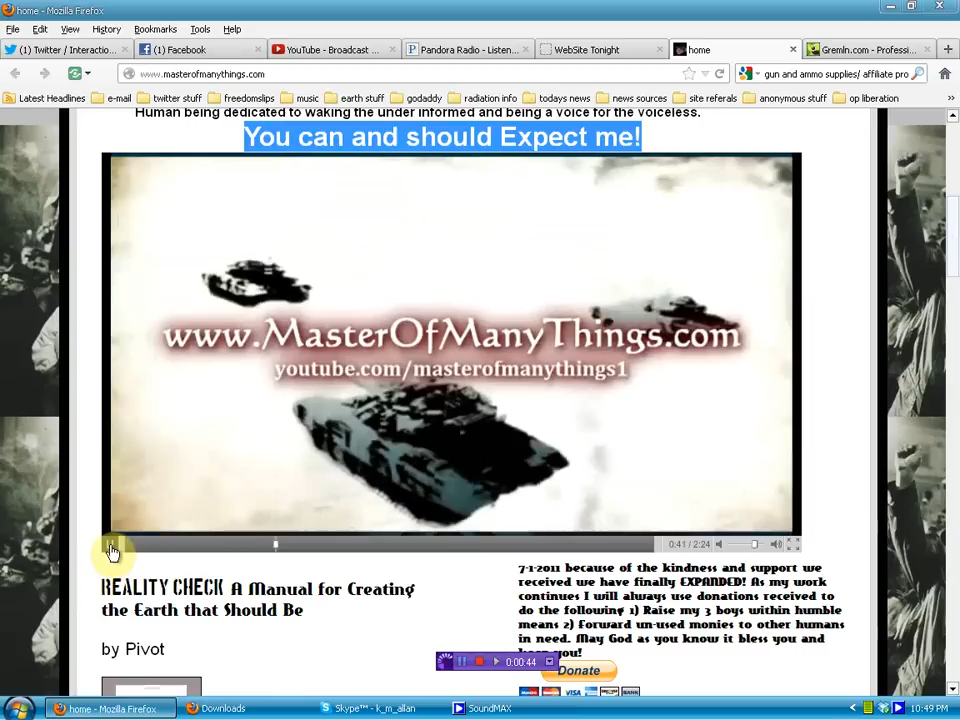 home - Mozilla Firefox
File Edit View History Bookmarks Tools Help
(1) Twitter / Interactio... (1) Facebook YouTube - Broadcast ... Pandora Radio - Listen... WebSite Tonight home Gremln.com - Professi...
www.masterofmanythings.com gun and ammo supplies/ affiliate pro
Latest Headlines e-mail twitter stuff freedomslips music earth stuff godaddy radiation info todays news news sources site referals anonymous stuff op liberation
Human being dedicated to waking the under informed and being a voice for the voiceless.
You can and should Expect me!
www.MasterOfManyThings.com
youtube.com/masterofmanythings1
0:41 / 2:24
REALITY CHECK A Manual for Creating
the Earth that Should Be
by Pivot
7-1-2011 because of the kindness and support we
received we have finally EXPANDED! As my work
continues I will always use donations received to
do the following 1) Raise my 3 boys within humble
means 2) Forward un-used monies to other humans
in need. May God as you know it bless you and
keep you!
0:00:44
Donate
VISA BANK
home - Mozilla Firefox Downloads Skype™ - k_m_allan SoundMAX 10:49 PM